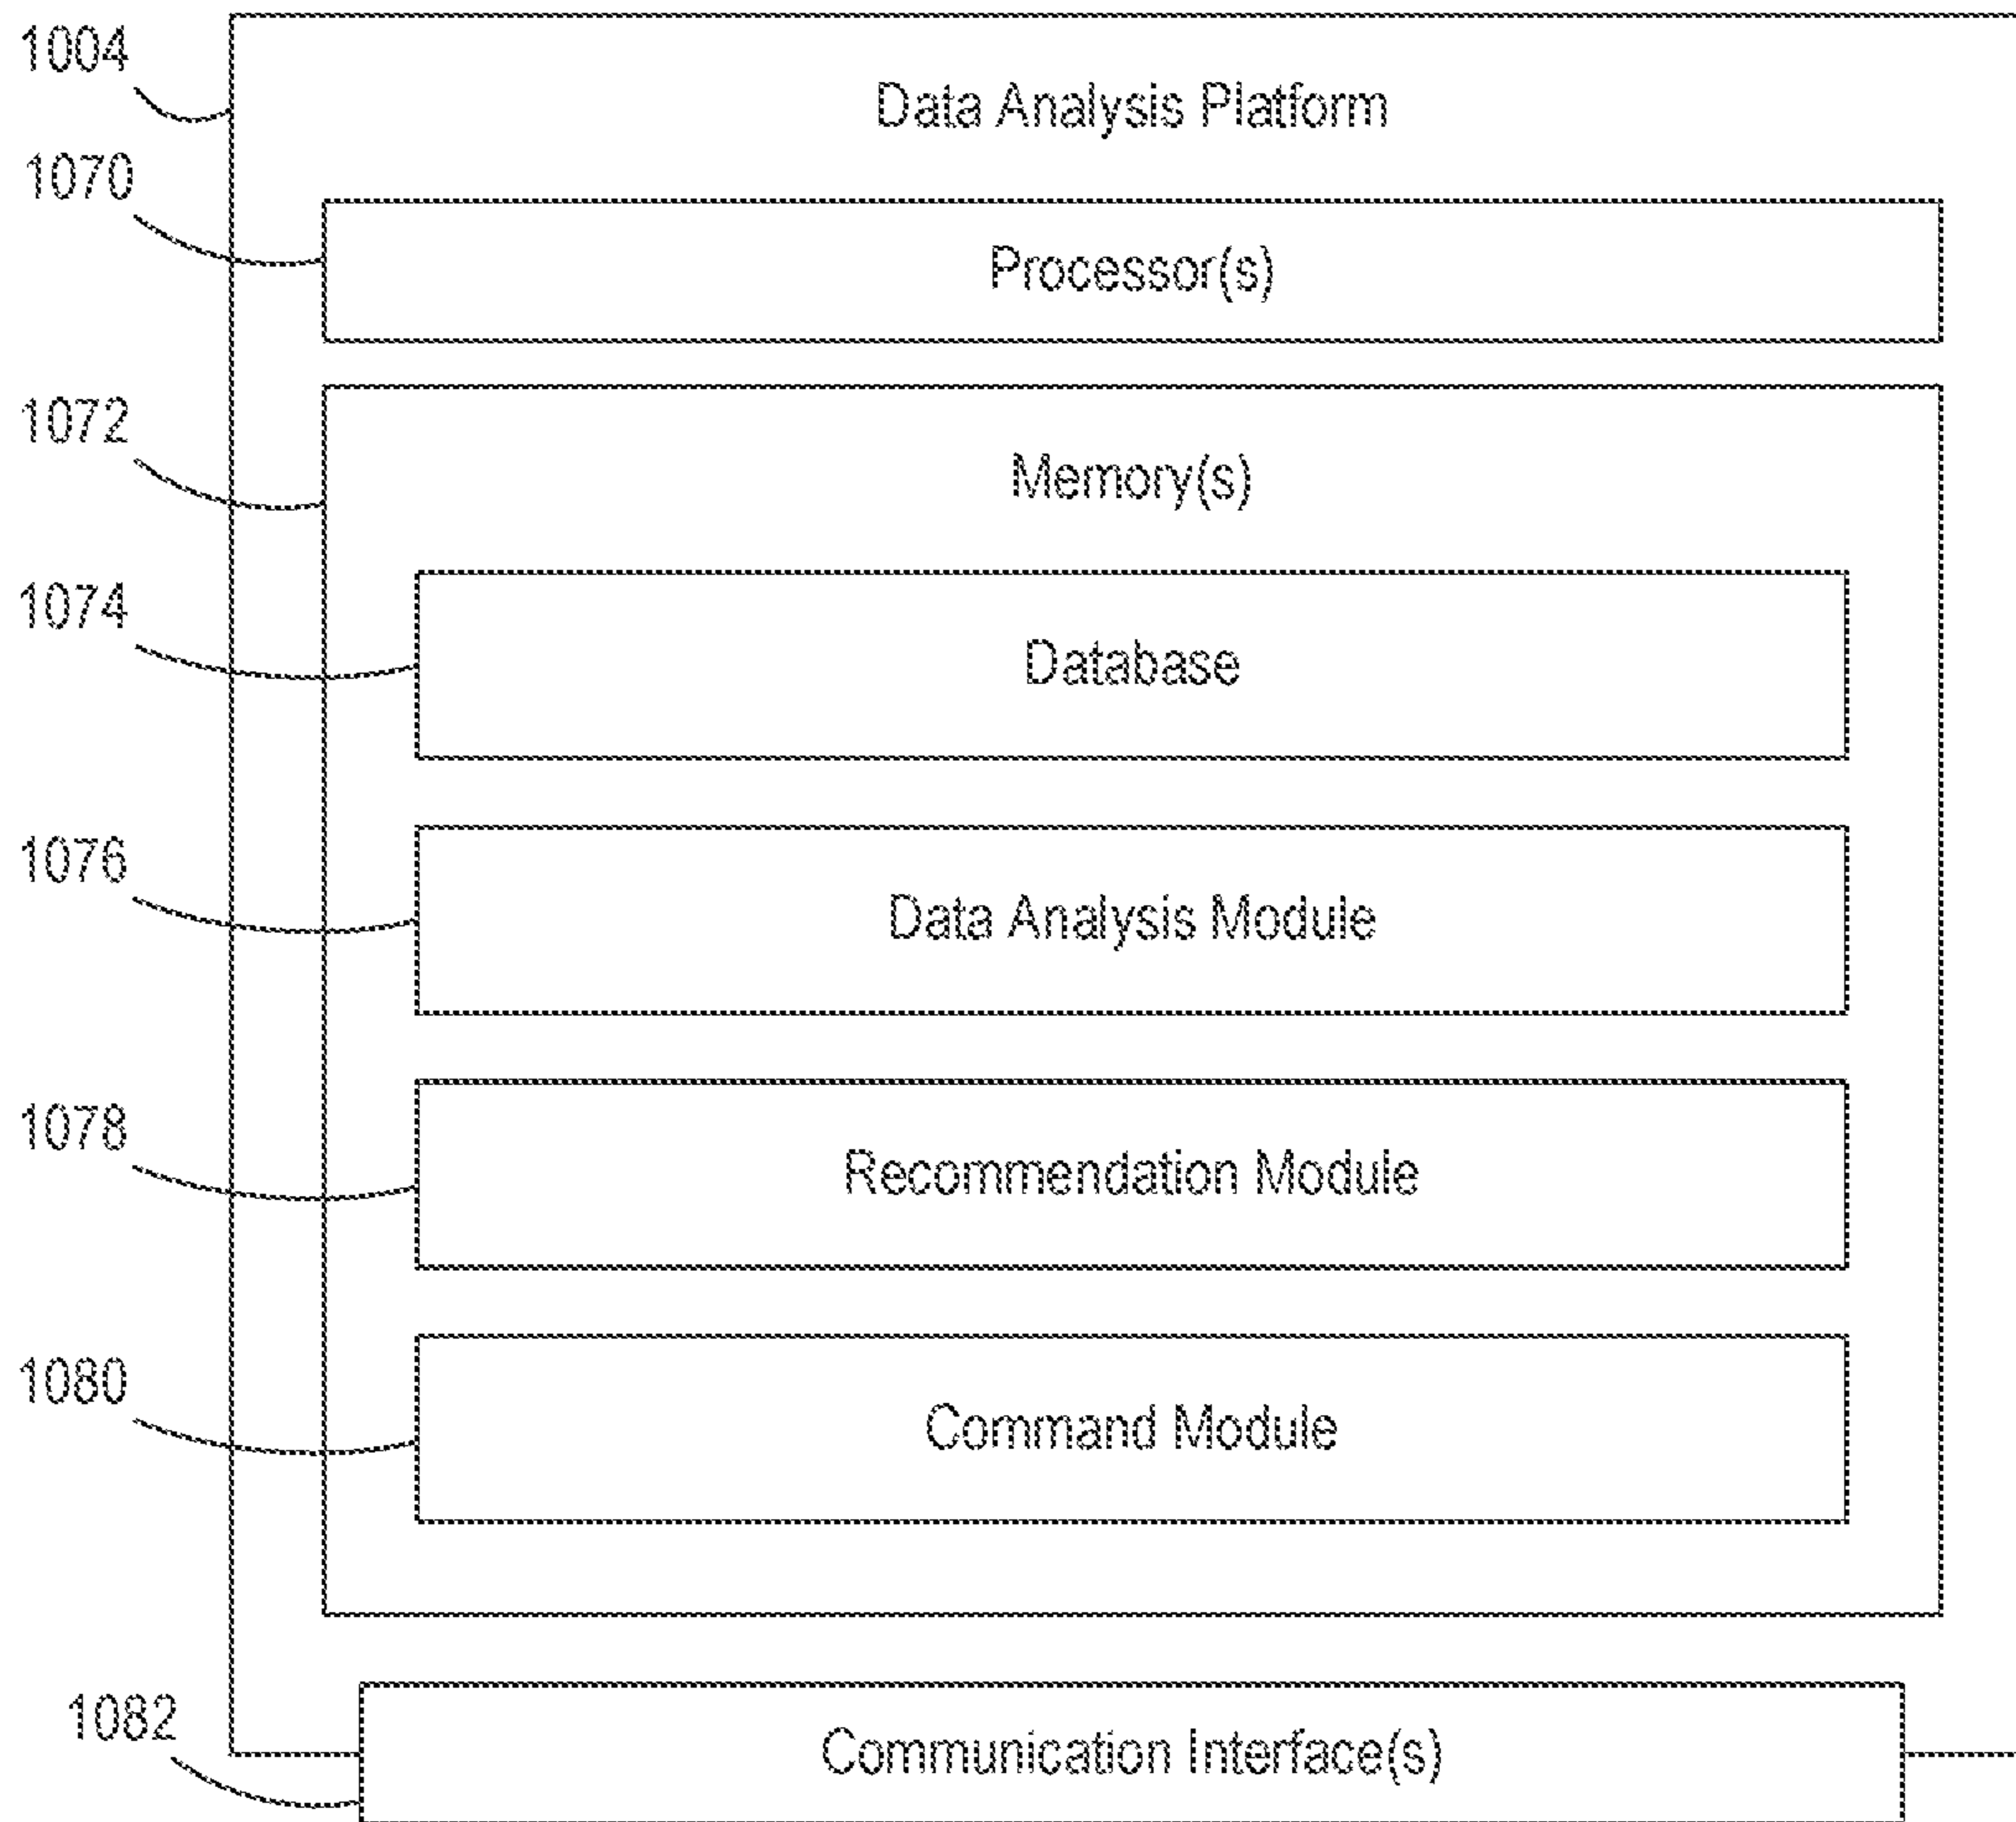 1004
Data Analysis Platform
1070
Processor(s)
1072
Memory(s)
1074
Database
1076
Data Analysis Module
1078
Recommendation Module
1080
Command Module
1082
Communication Interface(s)